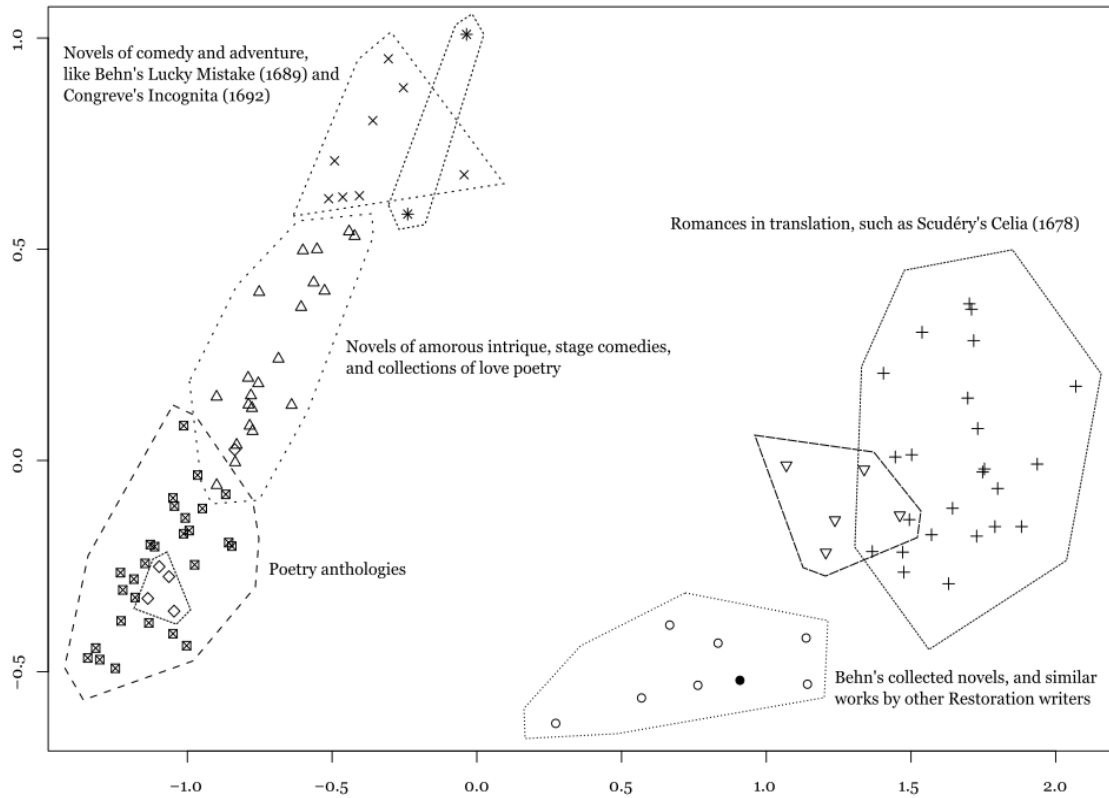 1.0
Novels of comedy and adventure,
like Behn's Lucky Mistake (1689) and
Congreve's Incognita (1692)
0.5
Romances in translation, such as Scudéry's Celia (1678)
Novels of amorous intrique, stage comedies,
and collections of love poetry
0.0
Poetry anthologies
−0.5
Behn's collected novels, and similar
works by other Restoration writers
−1.0 −0.5 0.0 0.5 1.0 1.5 2.0